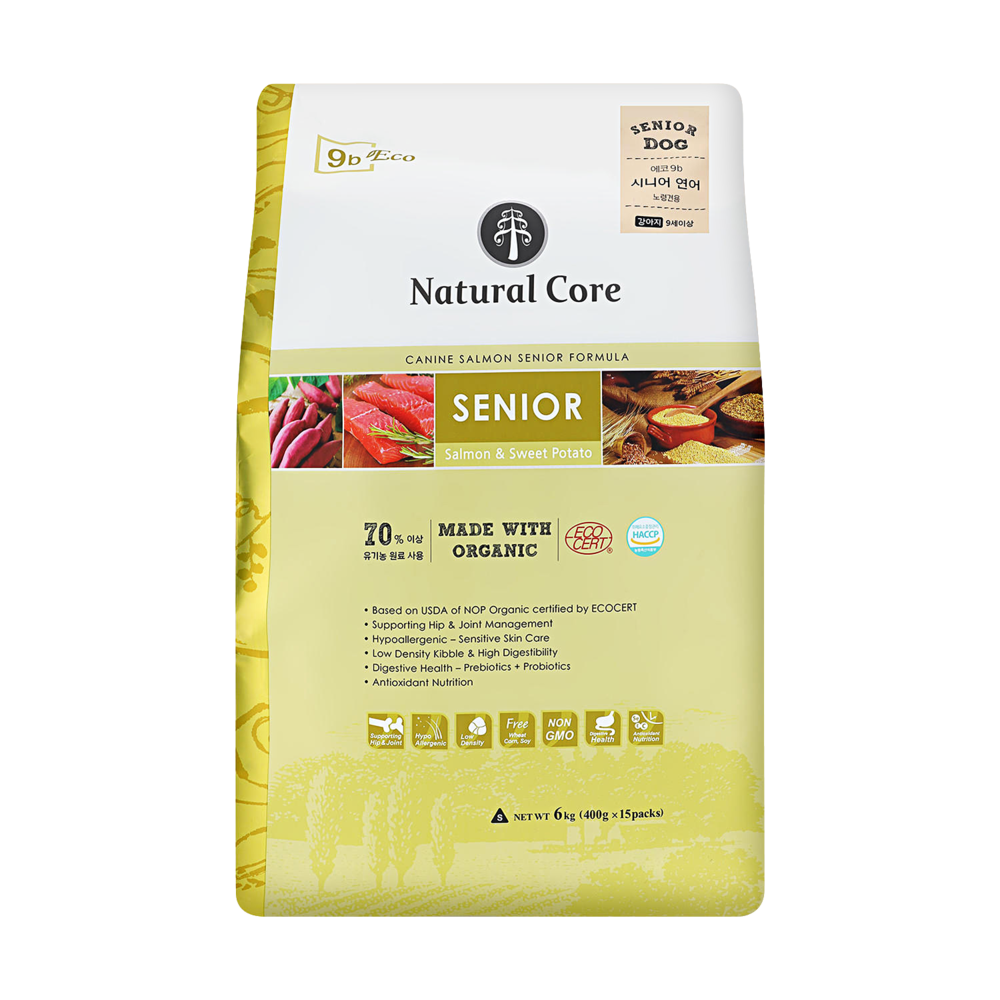 9b Eco
SENIOR
DOG
에코 9b
시니어 연어
노령견용
강아지 9세이상
Natural Core
CANINE SALMON SENIOR FORMULA
SENIOR
Salmon & Sweet Potato
70% 이상
유기농 원료 사용
MADE WITH
ORGANIC
ECO
CERT
®
HACCP
• Based on USDA of NOP Organic certified by ECOCERT
• Supporting Hip & Joint Management
• Hypoallergenic – Sensitive Skin Care
• Low Density Kibble & High Digestibility
• Digestive Health – Prebiotics + Probiotics
• Antioxidant Nutrition
Supporting
Hip & Joint
Hypo
Allergenic
Low
Density
Free
Wheat
Corn, Soy
NON
GMO
Digestive
Health
Antioxidant
Nutrition
S NET WT 6kg (400g×15packs)